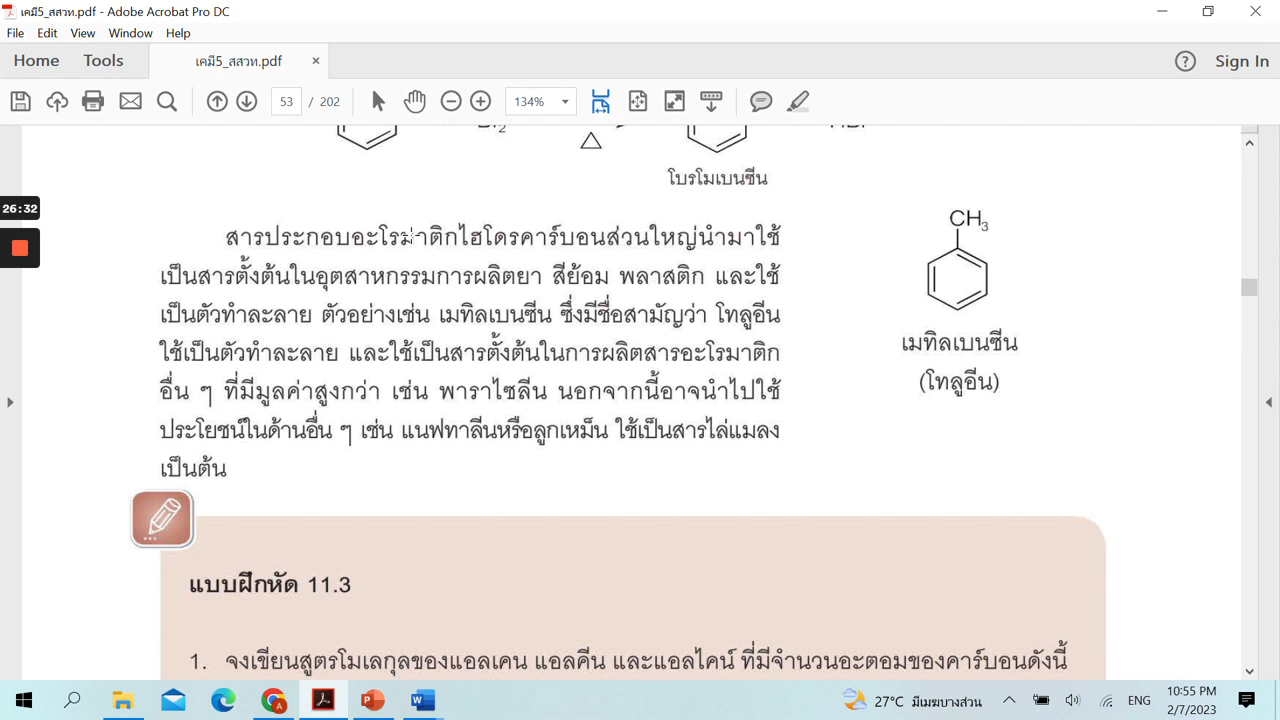 เคมี5_สสวท.pdf - Adobe Acrobat Pro DC
File Edit View Window Help
Home Tools เคมี5_สสวท.pdf × Sign In
53 / 202 134%
โบรโมเบนซีน
26:32
CH3
สารประกอบอะโรมาติกไฮโดรคาร์บอนส่วนใหญ่นำมาใช้
เป็นสารตั้งต้นในอุตสาหกรรมการผลิตยา สีย้อม พลาสติก และใช้
เป็นตัวทำละลาย ตัวอย่างเช่น เมทิลเบนซีน ซึ่งมีชื่อสามัญว่า โทลูอีน
ใช้เป็นตัวทำละลาย และใช้เป็นสารตั้งต้นในการผลิตสารอะโรมาติก
อื่น ๆ ที่มีมูลค่าสูงกว่า เช่น พาราไซลีน นอกจากนี้อาจนำไปใช้
ประโยชน์ในด้านอื่น ๆ เช่น แนฟทาลีนหรือลูกเหม็น ใช้เป็นสารไล่แมลง
เป็นต้น
เมทิลเบนซีน
(โทลูอีน)
แบบฝึกหัด 11.3
1. จงเขียนสูตรโมเลกุลของแอลเคน แอลคีน และแอลไคน์ ที่มีจำนวนอะตอมของคาร์บอนดังนี้
27°C มีเมฆบางส่วน ENG 10:55 PM
2/7/2023